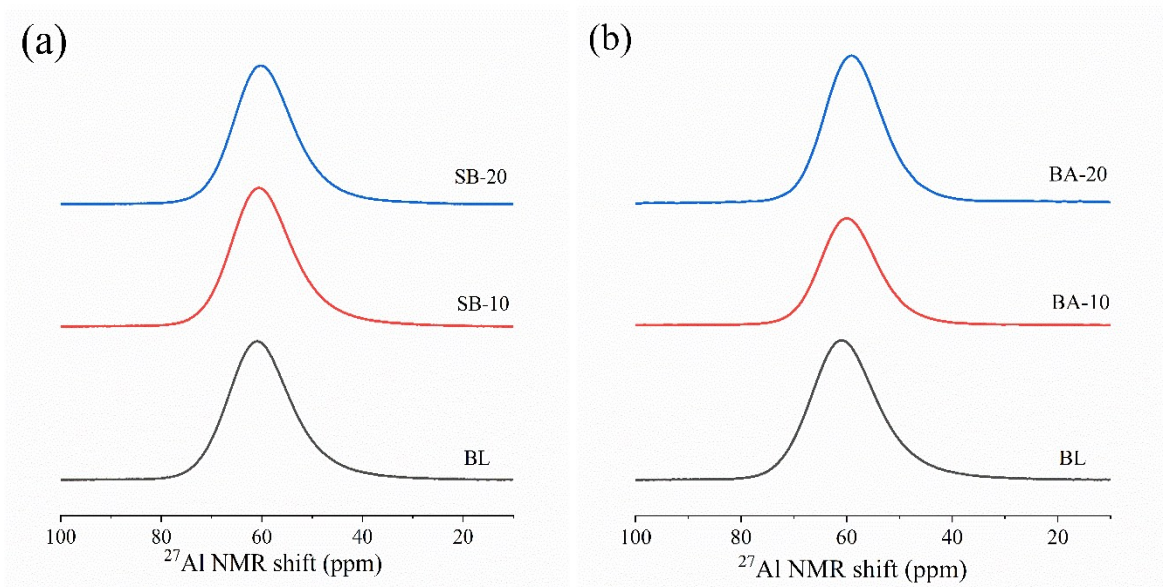 (a)
SB-20
SB-10
BL
100 80 60 40 20
²⁷Al NMR shift (ppm)
(b)
BA-20
BA-10
BL
100 80 60 40 20
²⁷Al NMR shift (ppm)